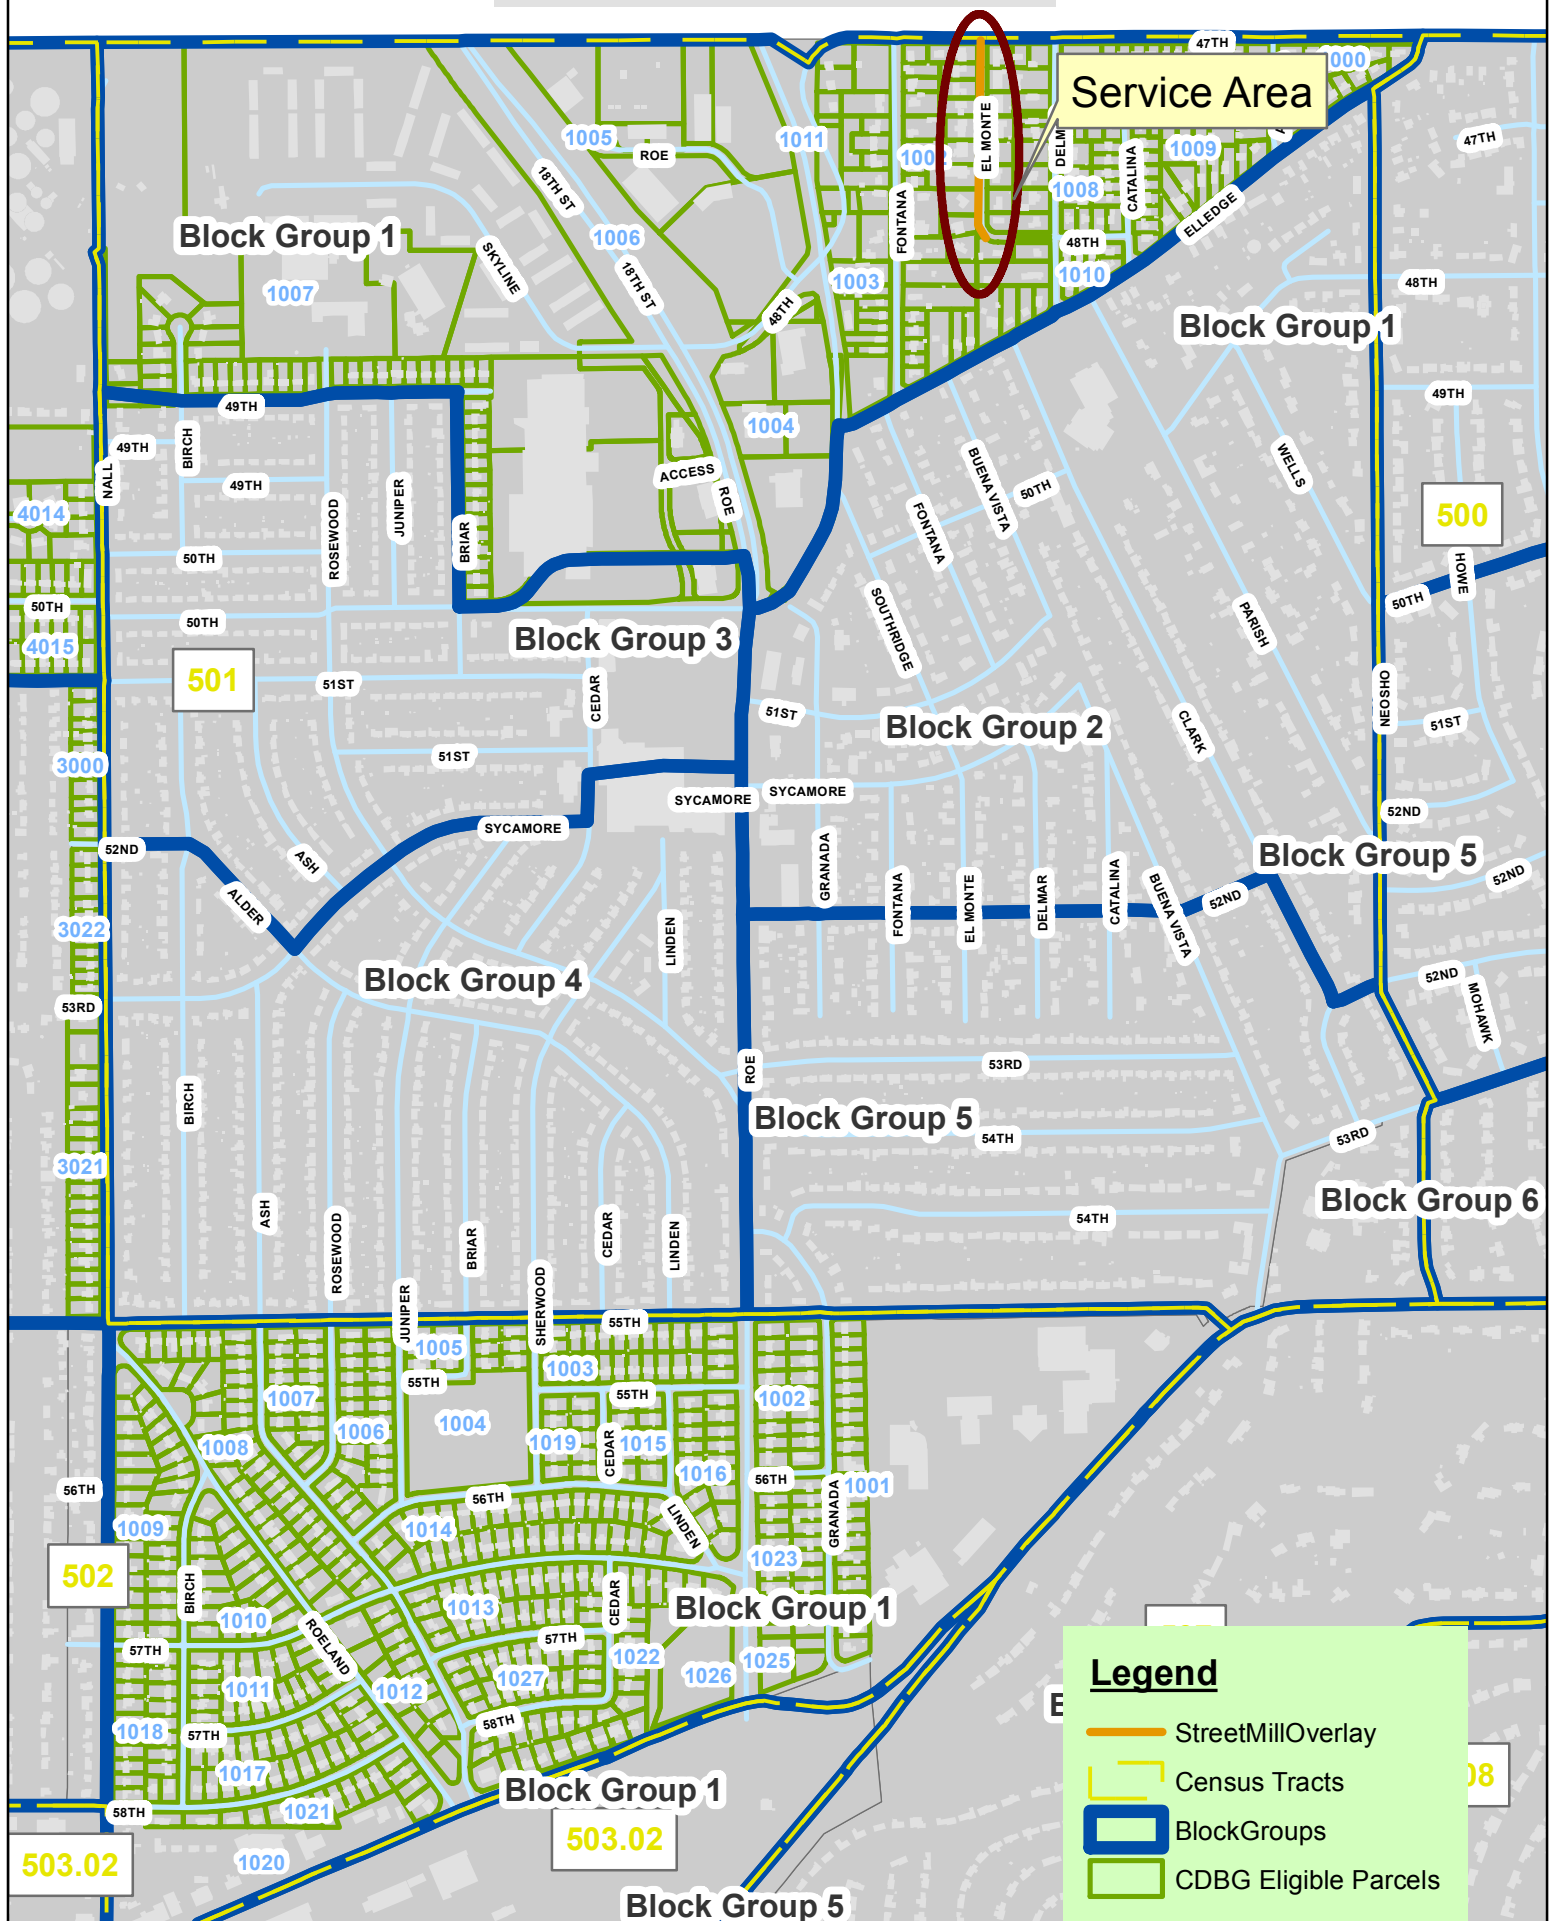 47TH
000
Service Area
EL MONTE
1005
ROE
1011
1002
DELM
CATALINA
1009
47TH
18TH ST
1008
FONTANA
ELLEDGE
Block Group 1
1006
SKYLINE
18TH ST
48TH
1003
1010
1007
48TH
48TH
Block Group 1
49TH
1004
49TH
BIRCH
49TH
NALL
49TH
JUNIPER
ROSEWOOD
BRIAR
ACCESS
ROE
BUENA VISTA
50TH
WELLS
FONTANA
4014
500
50TH
HOWE
50TH
50TH
50TH
4015
SOUTHRIDGE
PARISH
Block Group 3
501
51ST
CEDAR
51ST
Block Group 2
CLARK
NEOSHO
51ST
51ST
3000
SYCAMORE
SYCAMORE
52ND
SYCAMORE
52ND
ASH
GRANADA
Block Group 5
52ND
ALDER
FONTANA
EL MONTE
DELMAR
CATALINA
BUENA VISTA
52ND
3022
LINDEN
Block Group 4
52ND
MOHAWK
53RD
ROE
53RD
BIRCH
Block Group 5
54TH
53RD
3021
ASH
ROSEWOOD
BRIAR
CEDAR
LINDEN
54TH
Block Group 6
JUNIPER
SHERWOOD
55TH
1005
1003
55TH
55TH
1007
1002
1004
1006
1008
1019
CEDAR
1015
1016
56TH
1001
56TH
56TH
GRANADA
1009
1014
LINDEN
1023
502
BIRCH
CEDAR
1013
Block Group 1
1010
ROELAND
57TH
57TH
1022
1026
1025
1027
1011
1012
1018
57TH
58TH
1017
58TH
1021
Block Group 1
503.02
503.02
1020
Block Group 5
Legend
StreetMillOverlay
Census Tracts
BlockGroups
CDBG Eligible Parcels
08